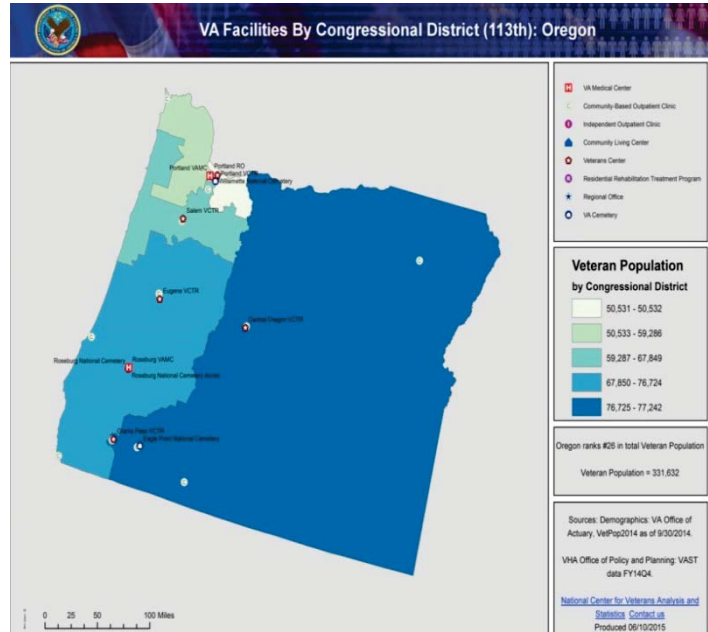 VA Facilities By Congressional District (113th): Oregon
VA Medical Center
Community-Based Outpatient Clinic
Independent Outpatient Clinic
Community Living Center
Veterans Center
Residential Rehabilitation Treatment Program
Regional Office
VA Cemetery
Portland RO
Portland VAMC
Portland VCTR
Willamette National Cemetery
Salem VCTR
Eugene VCTR
Central Oregon VCTR
Roseburg National Cemetery
Roseburg VAMC
Roseburg National Cemetery Annex
Grants Pass VCTR
Eagle Point National Cemetery
Veteran Population
by Congressional District
50,531 - 50,532
50,533 - 59,286
59,287 - 67,849
67,850 - 76,724
76,725 - 77,242
Oregon ranks #26 in total Veteran Population
Veteran Population = 331,632
Sources: Demographics: VA Office of
Actuary, VetPop2014 as of 9/30/2014.
VHA Office of Policy and Planning: VAST
data FY14Q4.
National Center for Veterans Analysis and
Statistics Contact us
Produced 06/10/2015
0 25 50 100 Miles